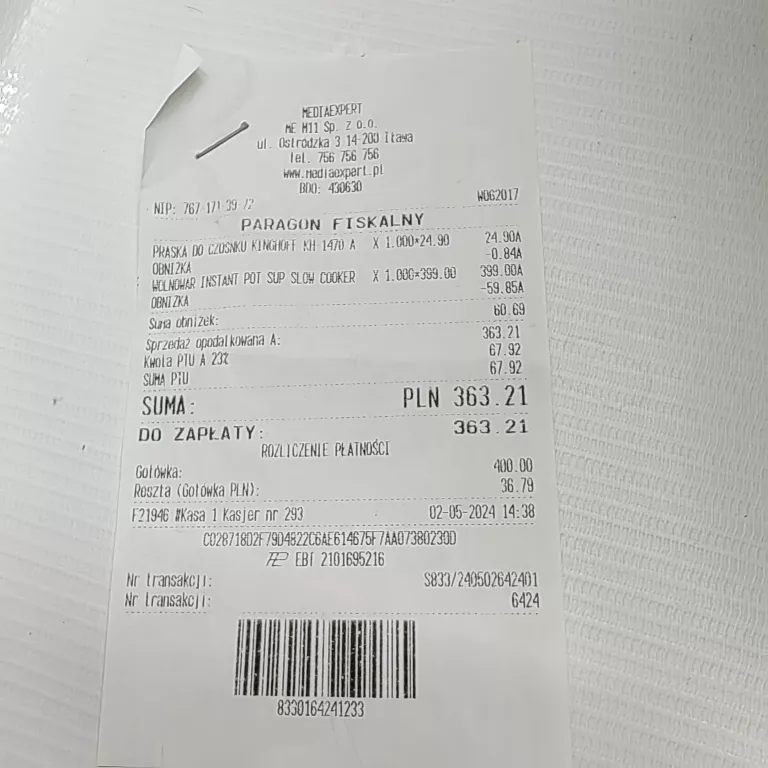 MEDIAEXPERT
ME M11 Sp. z o.o.
ul. Ostródzka 3 14-200 Iława
tel. 756 756 756
www.mediaexpert.pl
BDO: 430630
NIP: 767-171-39-72 W062017
PARAGON FISKALNY
PRASKA DO CZOSNKU KINGHOFF KH-1470 A X 1.000*24.90 24.90A
OBNIŻKA -0.84A
WOLNOWAR INSTANT POT SUP SLOW COOKER X 1.000*399.00 399.00A
OBNIŻKA -59.85A
Suma obniżek: 60.69
Sprzedaż opodatkowana A: 363.21
Kwota PTU A 23% 67.92
SUMA PTU 67.92
SUMA: PLN 363.21
DO ZAPŁATY: 363.21
ROZLICZENIE PŁATNOŚCI
Gotówka: 400.00
Reszta (Gotówka PLN): 36.79
F21946 #Kasa 1 Kasjer nr 293 02-05-2024 14:38
C02871802F79D4822C6AE614675F7AA07380239D
EBT 2101695216
Nr transakcji: S833/240502642401
Nr transakcji: 6424
8330164241233